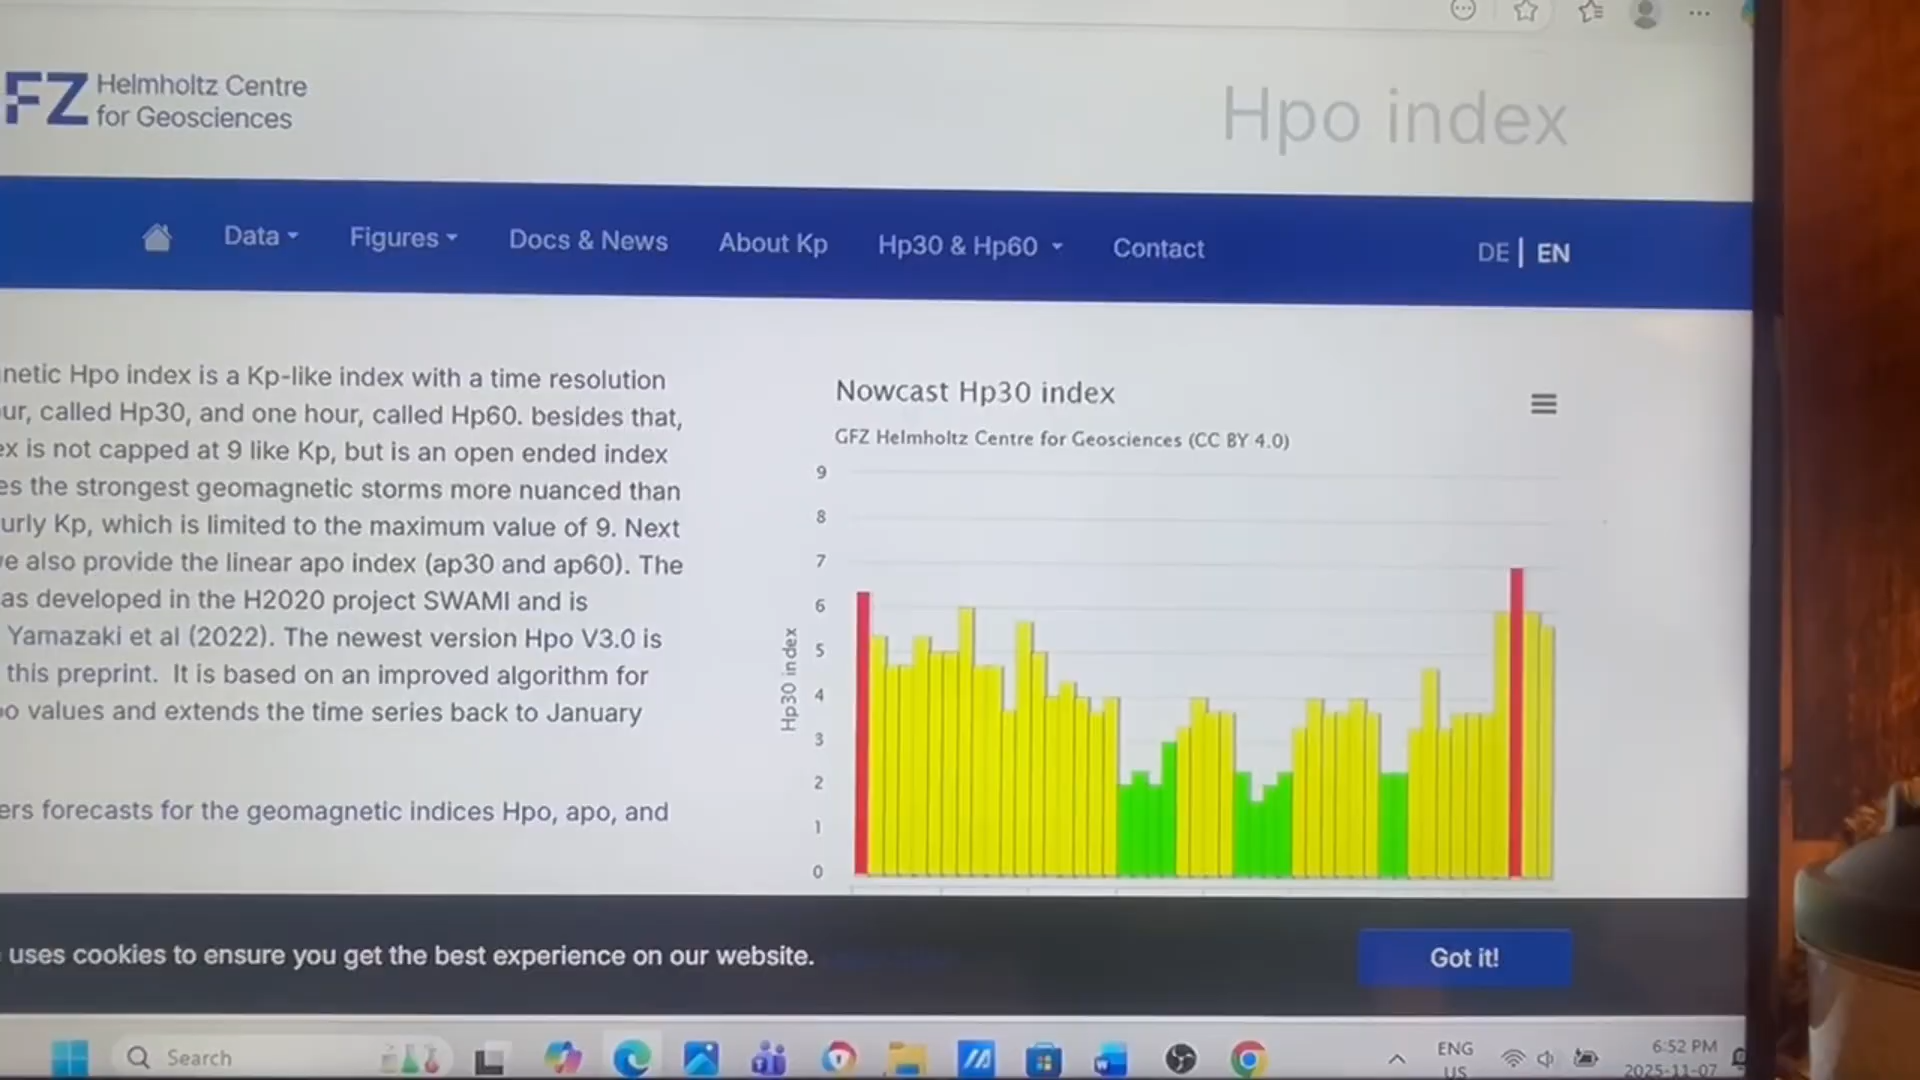 FZ Helmholtz Centre
for Geosciences
Hpo index
Data
Figures
Docs & News
About Kp
Hp30 & Hp60
Contact
DE | EN
netic Hpo index is a Kp-like index with a time resolution
ur, called Hp30, and one hour, called Hp60. besides that,
ex is not capped at 9 like Kp, but is an open ended index
es the strongest geomagnetic storms more nuanced than
urly Kp, which is limited to the maximum value of 9. Next
e also provide the linear apo index (ap30 and ap60). The
as developed in the H2020 project SWAMI and is
Yamazaki et al (2022). The newest version Hpo V3.0 is
this preprint. It is based on an improved algorithm for
o values and extends the time series back to January
ers forecasts for the geomagnetic indices Hpo, apo, and
Nowcast Hp30 index
GFZ Helmholtz Centre for Geosciences (CC BY 4.0)
Hp30 index
9
8
7
6
5
4
3
2
1
0
uses cookies to ensure you get the best experience on our website.
Got it!
Search
ENG
US
6:52 PM
2025-11-07